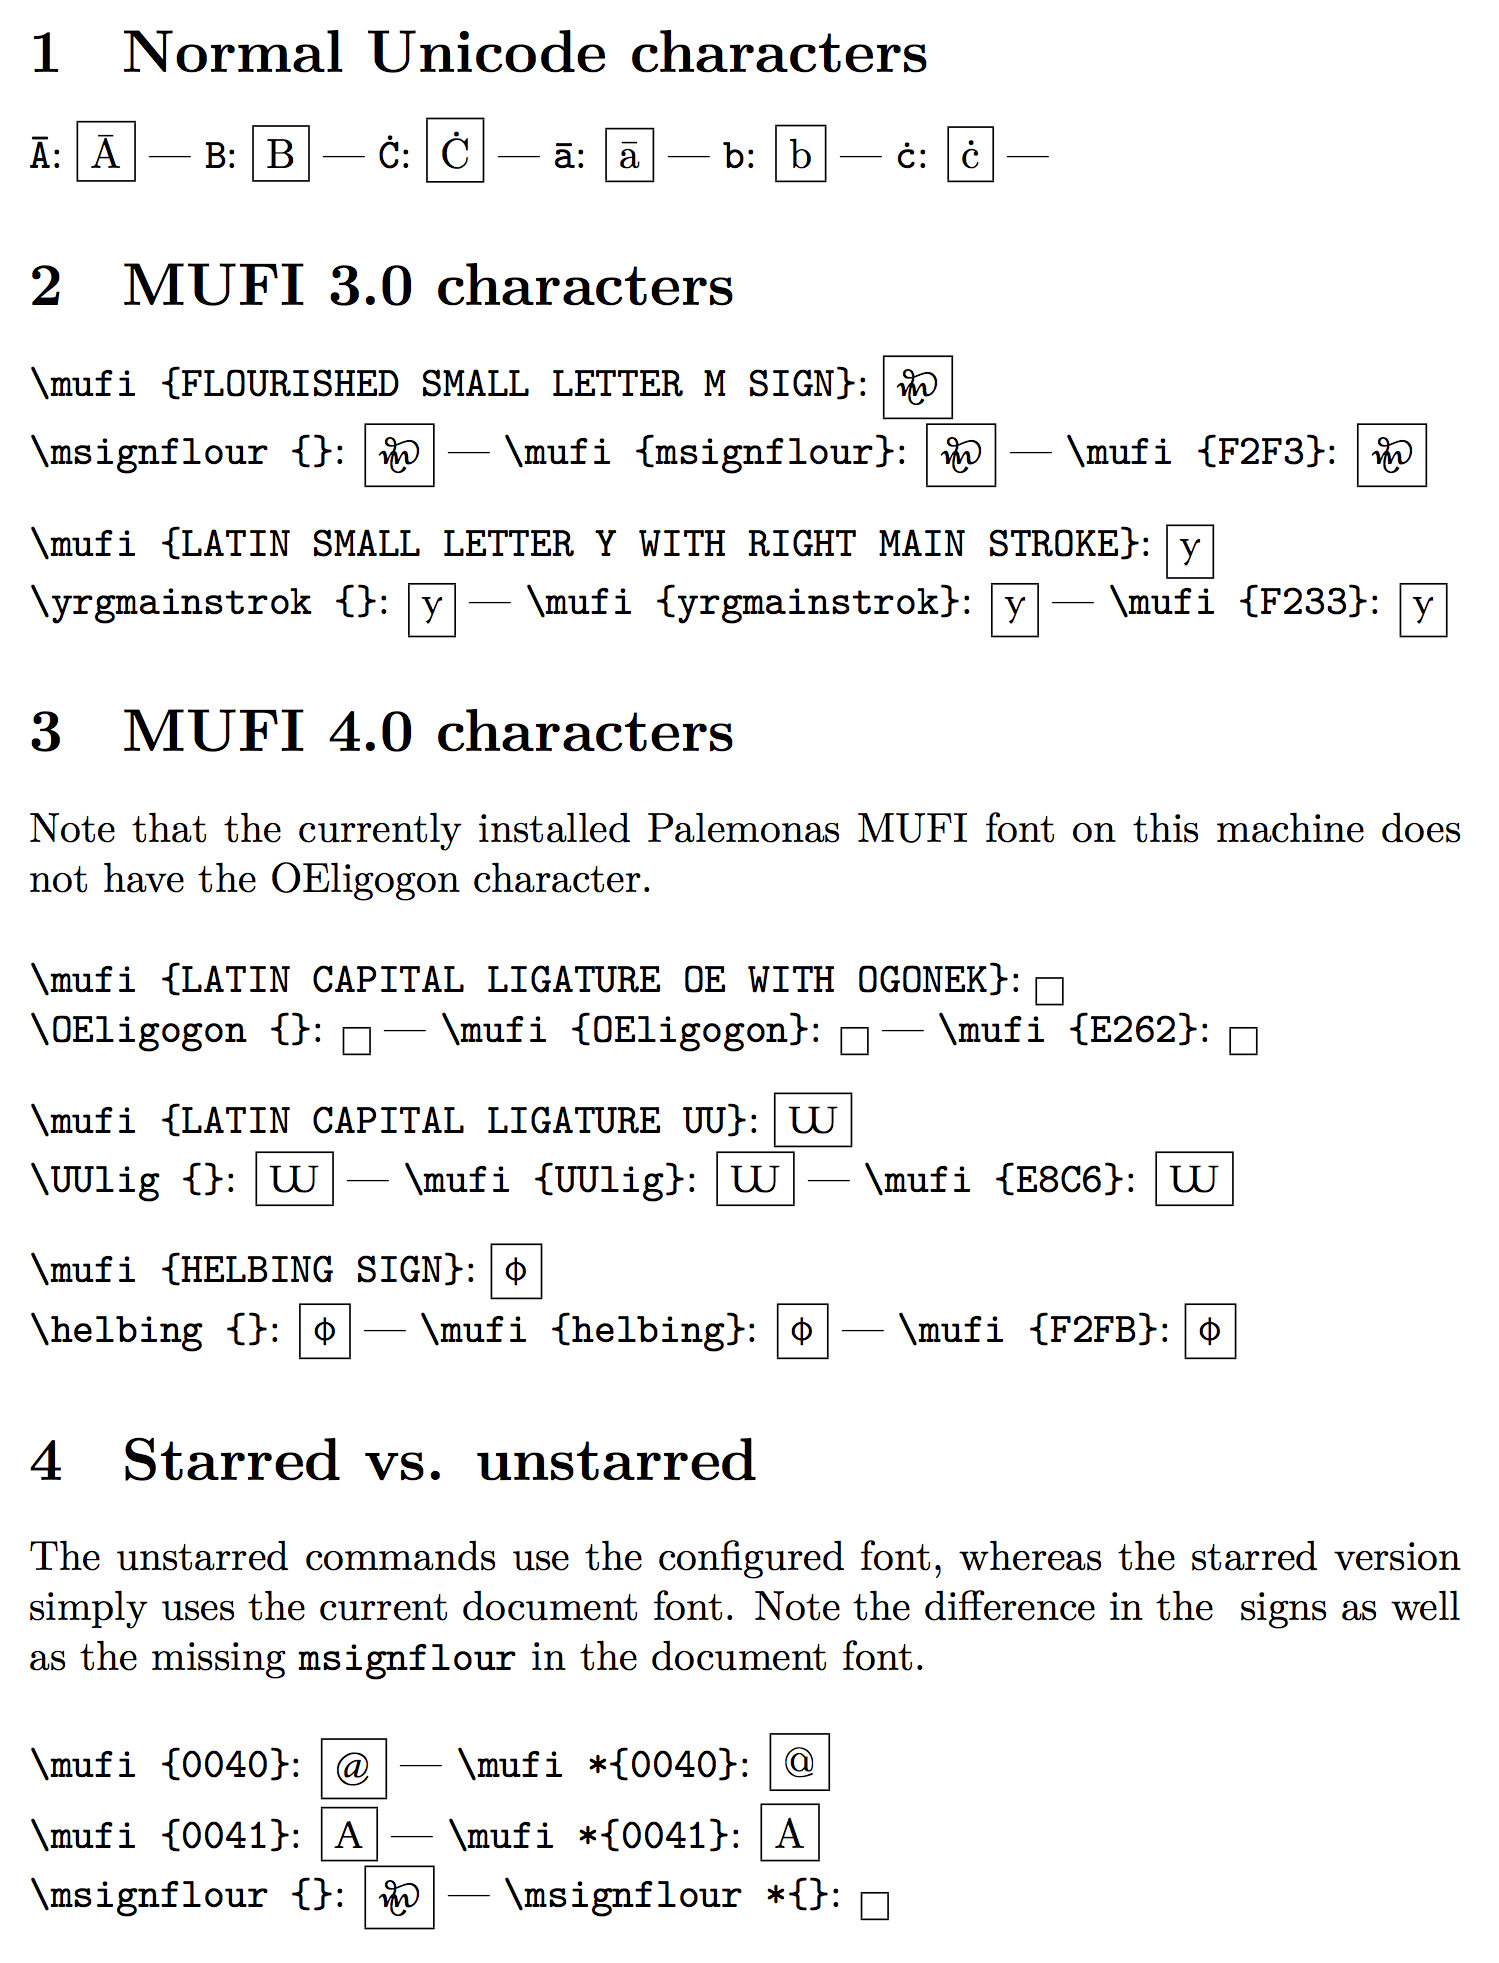 1 Normal Unicode characters
Ā: Ā — B: B — Ċ: Ċ — ā: ā — b: b — ċ: ċ —
2 MUFI 3.0 characters
\mufi {FLOURISHED SMALL LETTER M SIGN}:
\msignflour {}: — \mufi {msignflour}: — \mufi {F2F3}:
\mufi {LATIN SMALL LETTER Y WITH RIGHT MAIN STROKE}: y
\yrgmainstrok {}: y — \mufi {yrgmainstrok}: y — \mufi {F233}: y
3 MUFI 4.0 characters
Note that the currently installed Palemonas MUFI font on this machine does
not have the OEligogon character.
\mufi {LATIN CAPITAL LIGATURE OE WITH OGONEK}: □
\OEligogon {}: □ — \mufi {OEligogon}: □ — \mufi {E262}: □
\mufi {LATIN CAPITAL LIGATURE UU}:
\UUlig {}: — \mufi {UUlig}: — \mufi {E8C6}:
\mufi {HELBING SIGN}: ɸ
\helbing {}: ɸ — \mufi {helbing}: ɸ — \mufi {F2FB}: ɸ
4 Starred vs. unstarred
The unstarred commands use the configured font, whereas the starred version
simply uses the current document font. Note the difference in the signs as well
as the missing msignflour in the document font.
\mufi {0040}: @ — \mufi *{0040}: @
\mufi {0041}: A — \mufi *{0041}: A
\msignflour {}: — \msignflour *{}: □